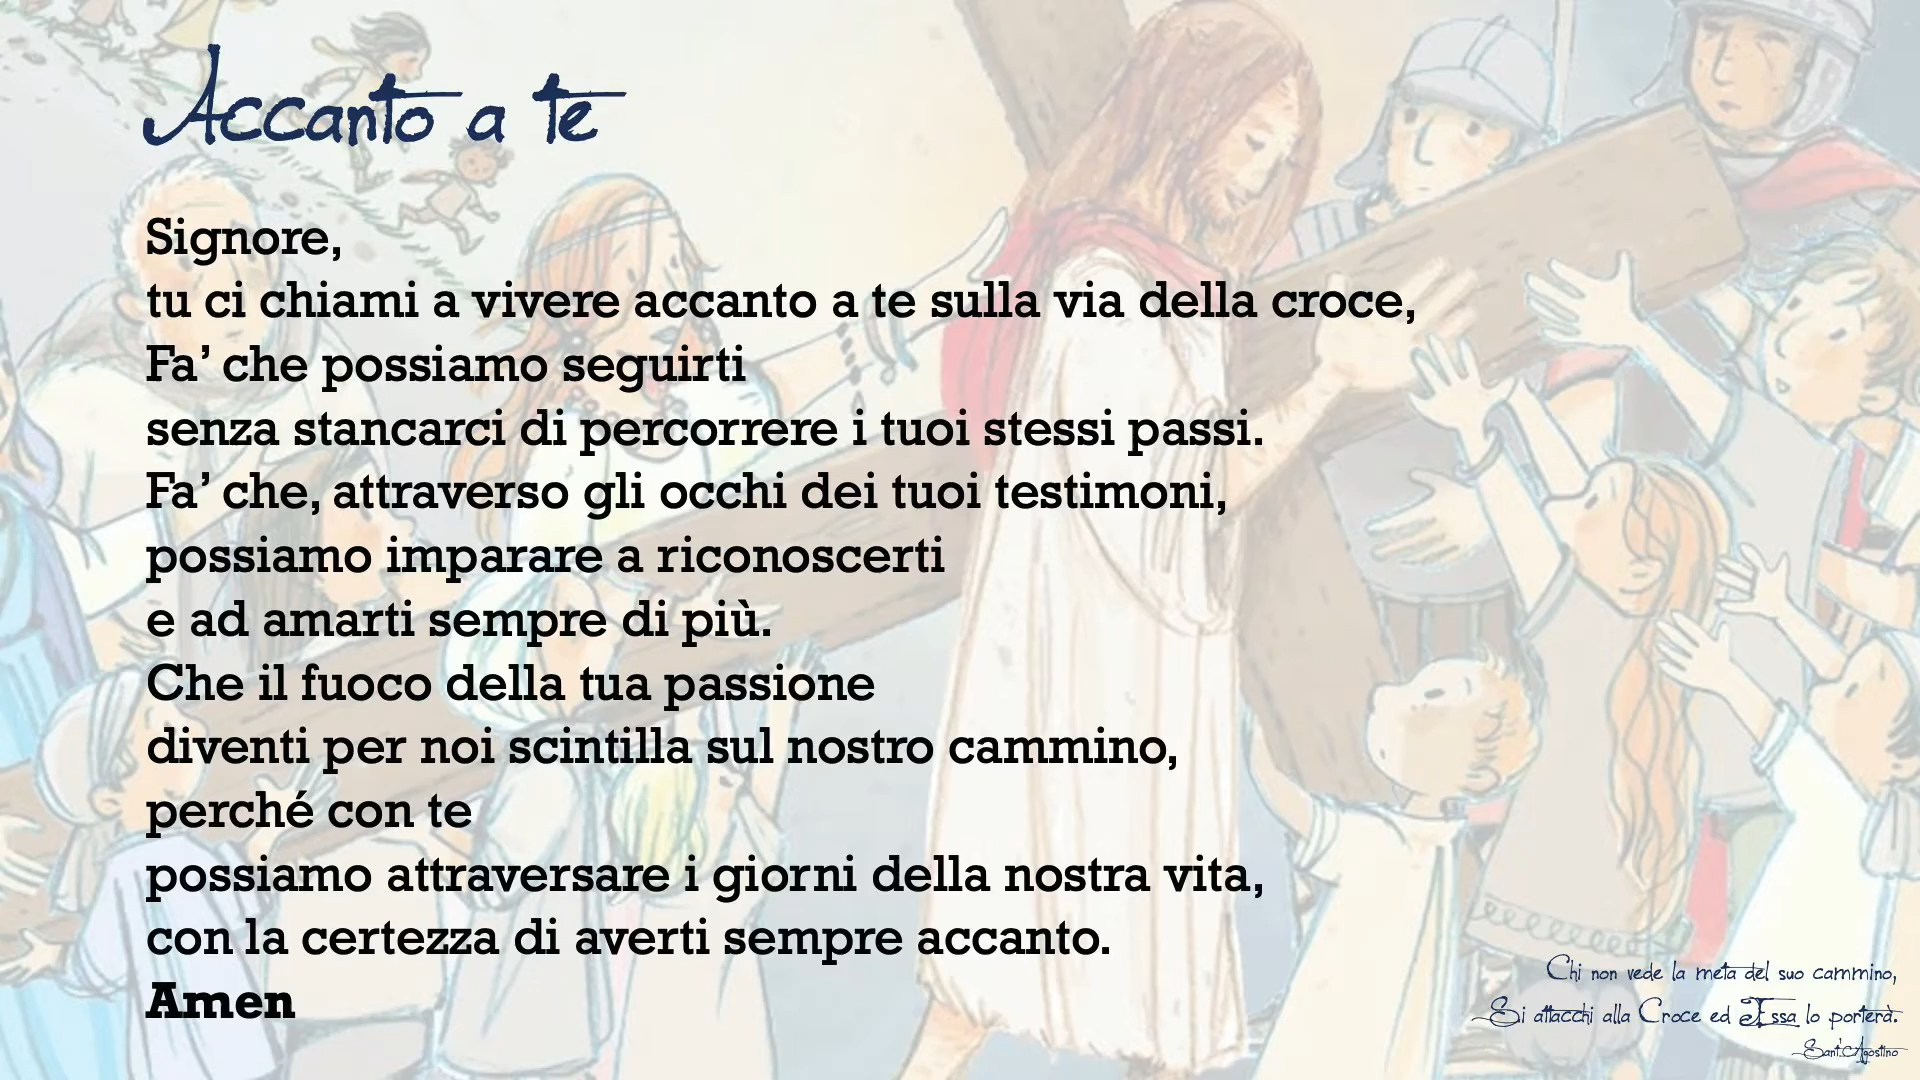 Accanto a te
Signore,
tu ci chiami a vivere accanto a te sulla via della croce,
Fa’ che possiamo seguirti
senza stancarci di percorrere i tuoi stessi passi.
Fa’ che, attraverso gli occhi dei tuoi testimoni,
possiamo imparare a riconoscerti
e ad amarti sempre di più.
Che il fuoco della tua passione
diventi per noi scintilla sul nostro cammino,
perché con te
possiamo attraversare i giorni della nostra vita,
con la certezza di averti sempre accanto.
Amen
Chi non vede la meta del suo cammino,
Si attacchi alla Croce ed Essa lo porterà.
Sant'Agostino